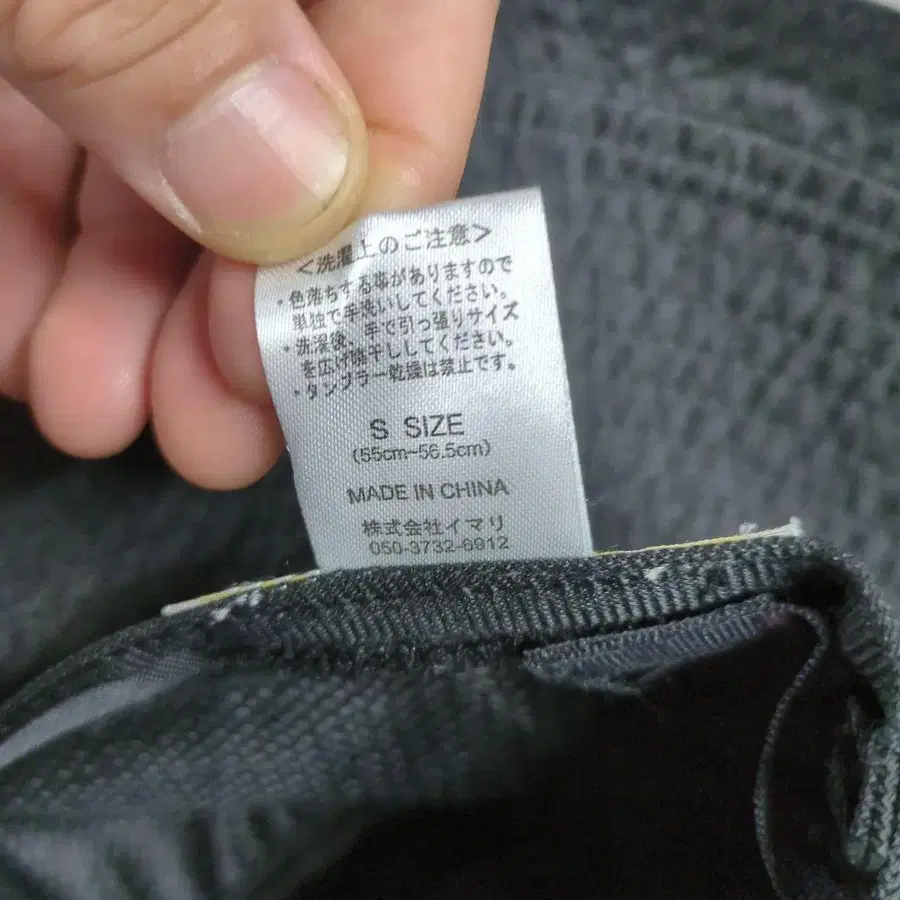 <洗濯上のご注意>
・色落ちする事がありますので
単独で手洗いしてください。
・洗濯後、手で引っ張りサイズ
を広げ陰干ししてください。
・タンブラー乾燥は禁止です。
S SIZE
(55cm~56.5cm)
MADE IN CHINA
株式会社イマリ
050-3732-6912